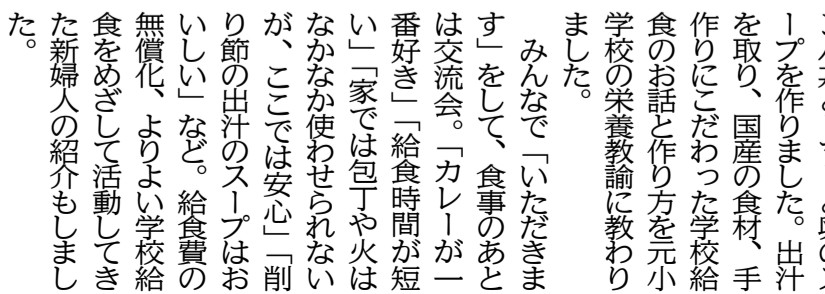 ープを作りました。出汁
を取り、国産の食材、手
作りにこだわった学校給
食のお話と作り方を元小
学校の栄養教諭に教わり
ました。
　みんなで「いただきま
す」をして、食事のあと
は交流会。「カレーが一
番好き」「給食時間が短
い」「家では包丁や火は
なかなか使わせられない
が、ここでは安心」「削
り節の出汁のスープはお
いしい」など。給食費の
無償化、よりよい学校給
食をめざして活動してき
た新婦人の紹介もしまし
た。